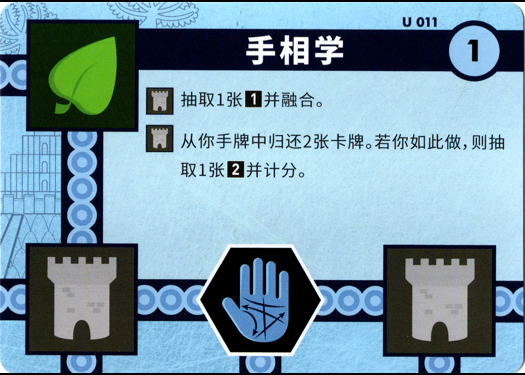 U 011
手相学
1
抽取1张1并融合。
从你手牌中归还2张卡牌。若你如此做,则抽
取1张2并计分。